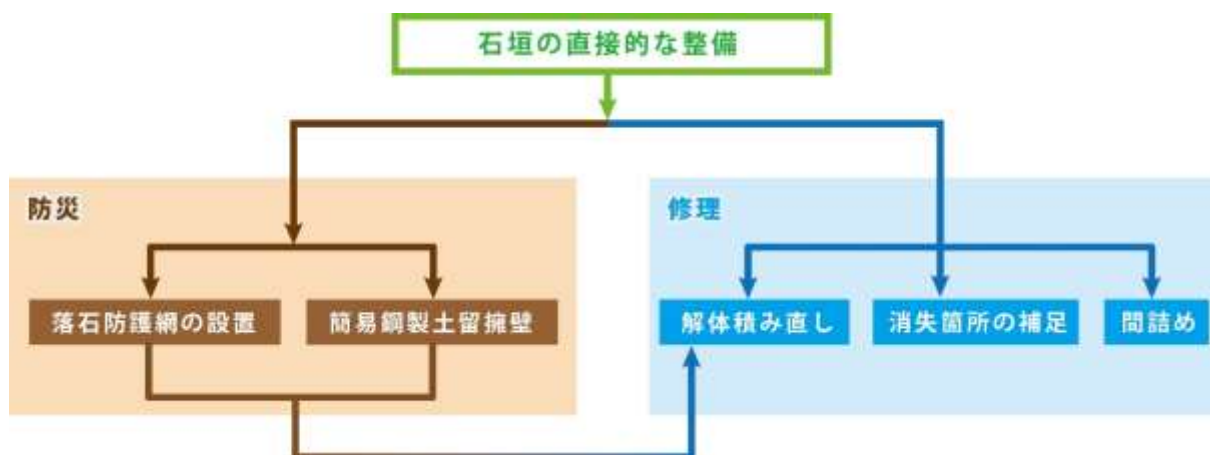 石垣の直接的な整備
防災
落石防護網の設置
簡易鋼製土留擁壁
修理
解体積み直し
消失箇所の補足
間詰め